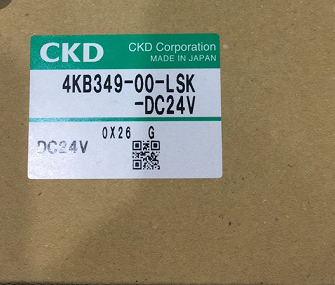 CKD
CKD Corporation
MADE IN JAPAN
4KB349-00-LSK
-DC24V
0X26 G
DC24V